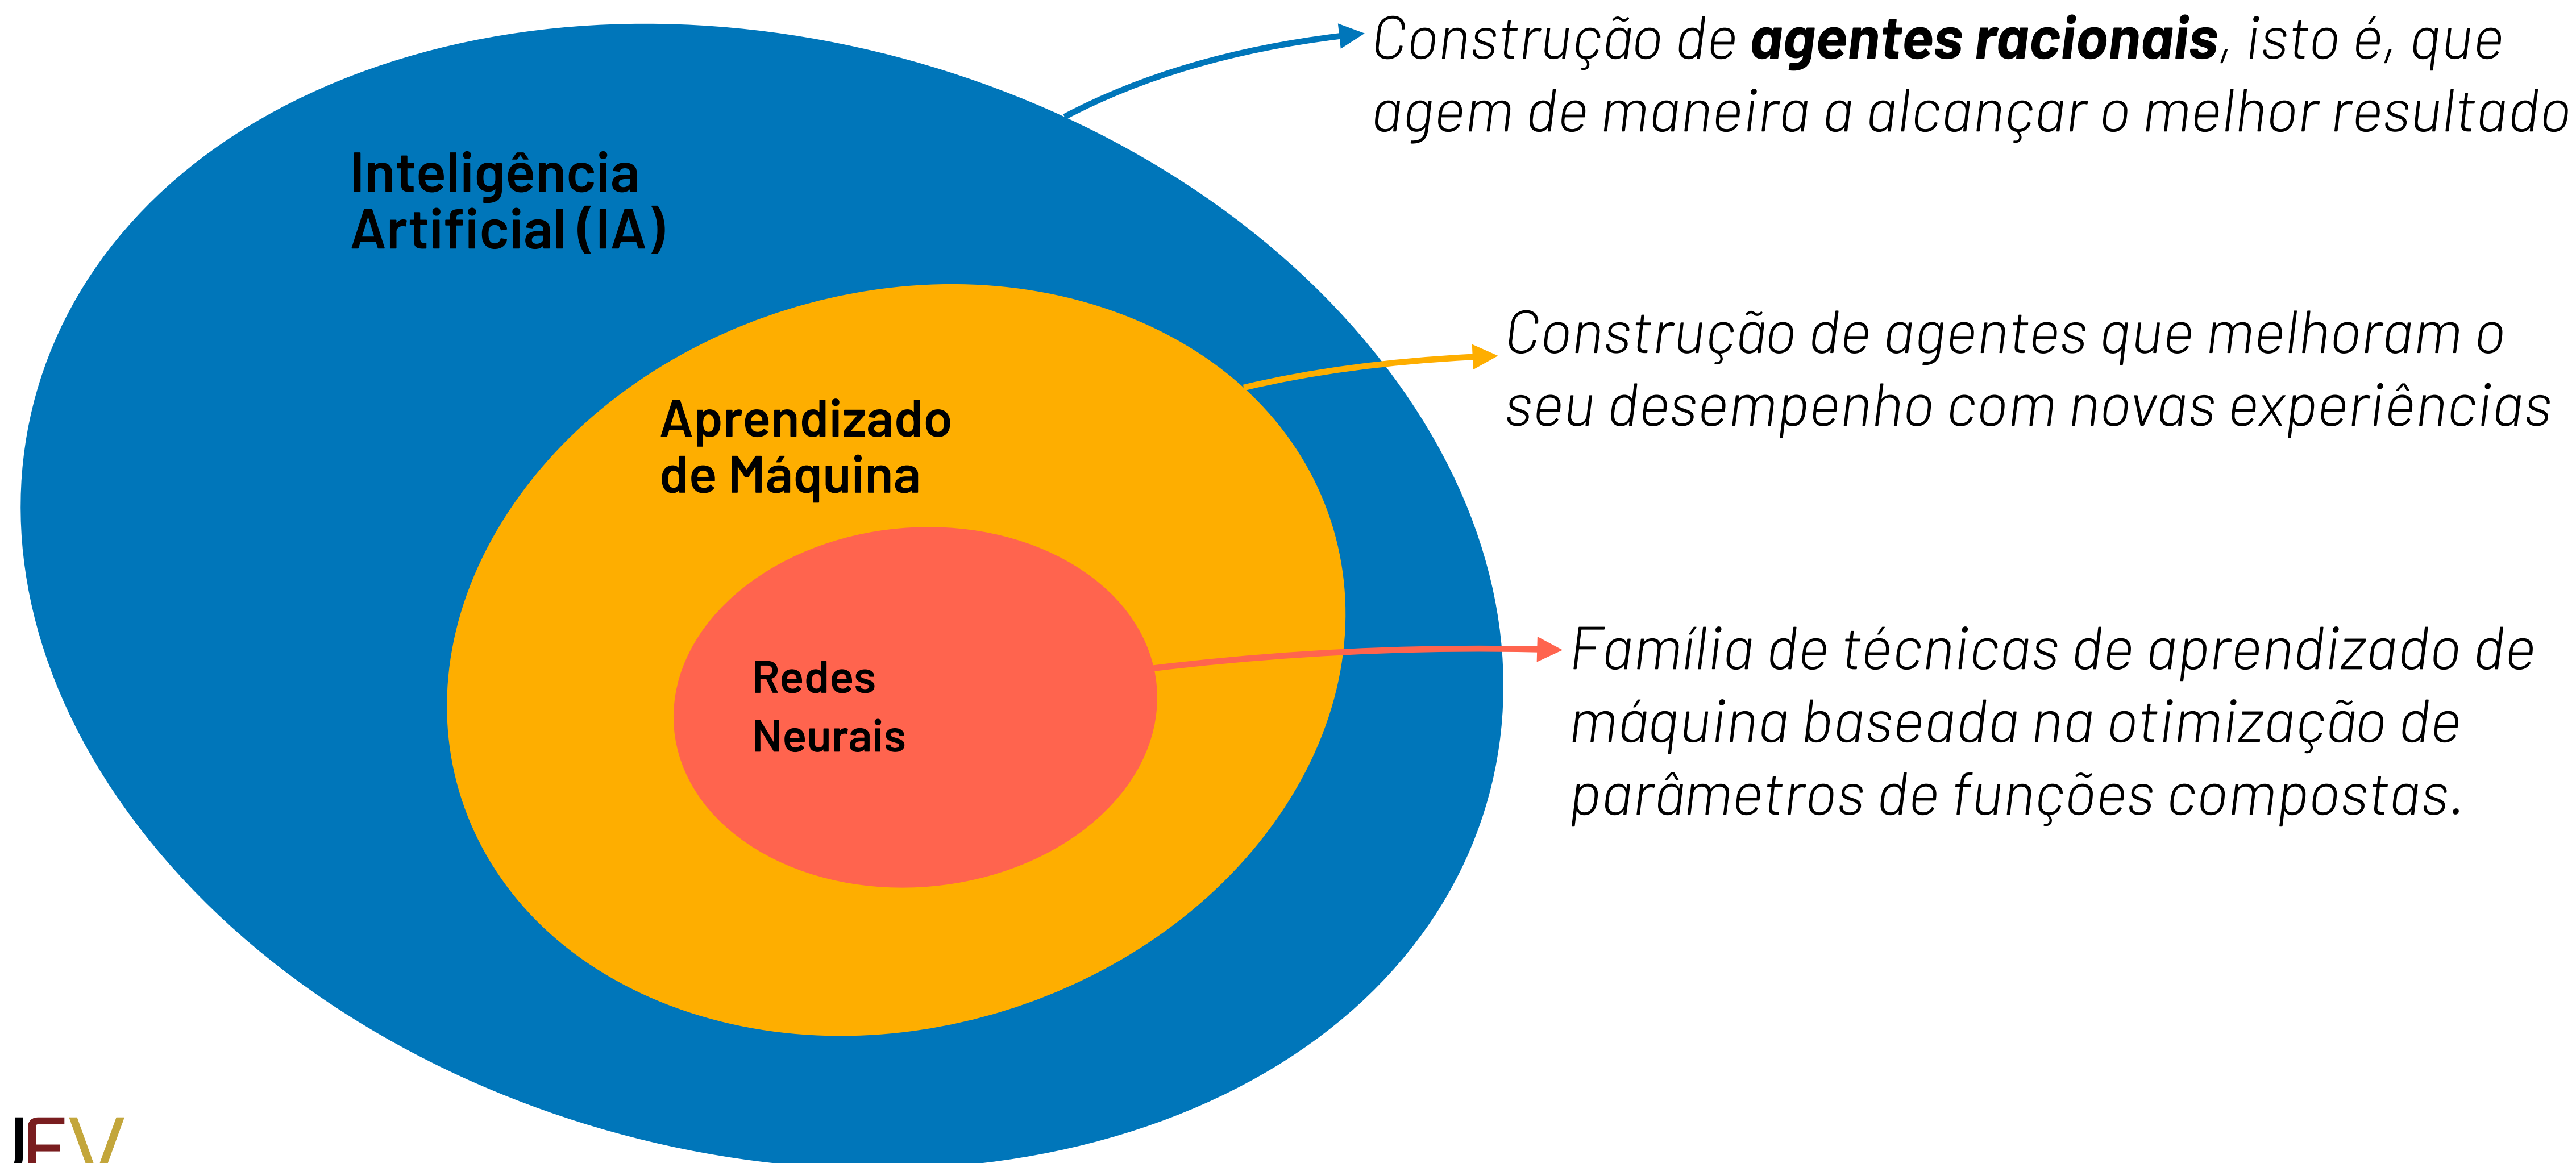 Construção de agentes racionais, isto é, que
agem de maneira a alcançar o melhor resultado
Inteligência
Artificial (IA)
Construção de agentes que melhoram o
seu desempenho com novas experiências
Aprendizado
de Máquina
Família de técnicas de aprendizado de
máquina baseada na otimização de
parâmetros de funções compostas.
Redes
Neurais